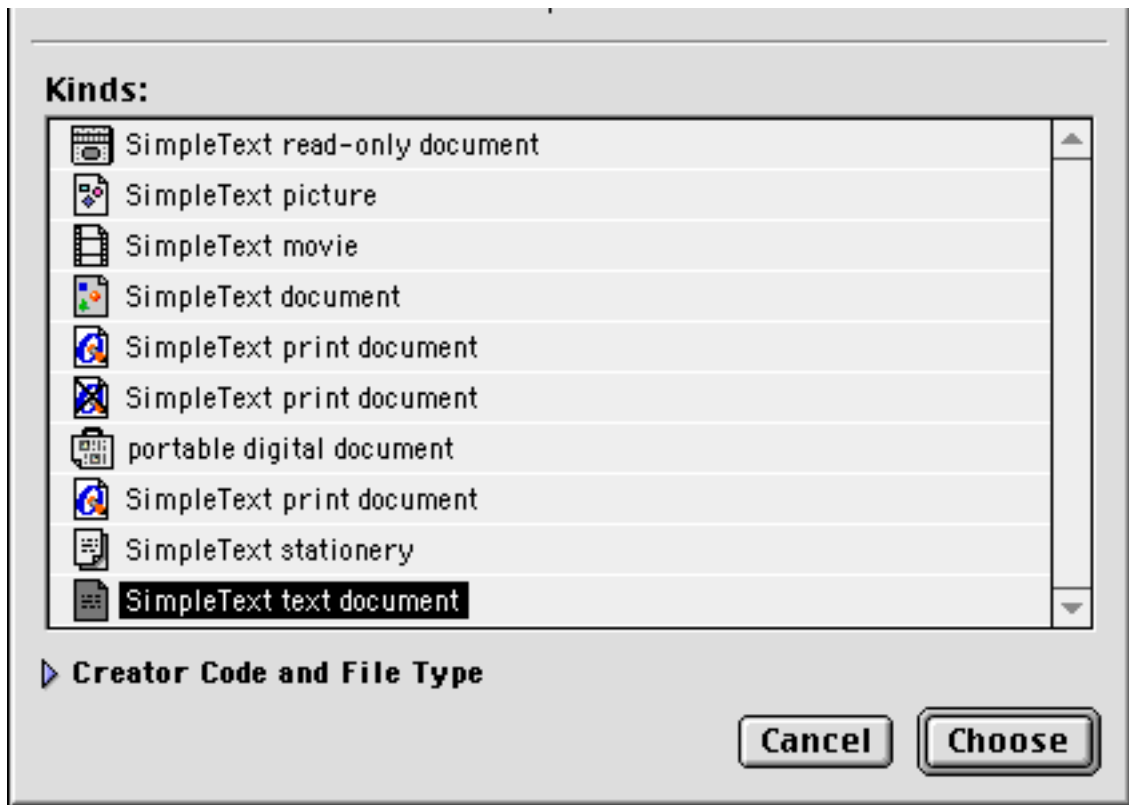 Kinds:
SimpleText read-only document
SimpleText picture
SimpleText movie
SimpleText document
SimpleText print document
SimpleText print document
portable digital document
SimpleText print document
SimpleText stationery
SimpleText text document
Creator Code and File Type
Cancel Choose